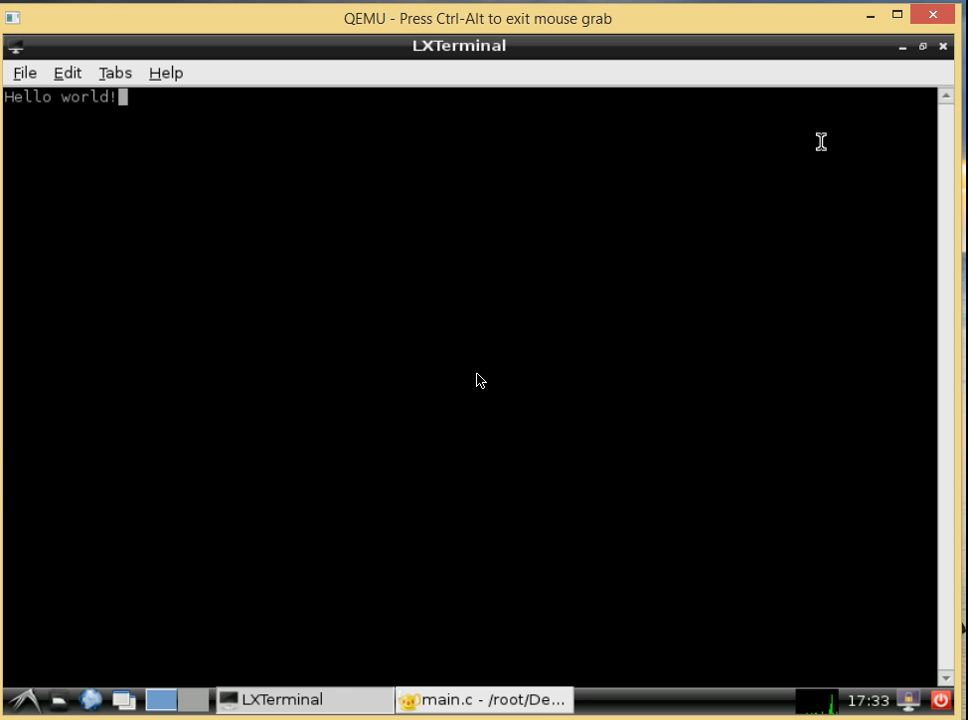 QEMU - Press Ctrl-Alt to exit mouse grab
LXTerminal
File Edit Tabs Help
Hello world!
LXTerminal
main.c - /root/De...
17:33